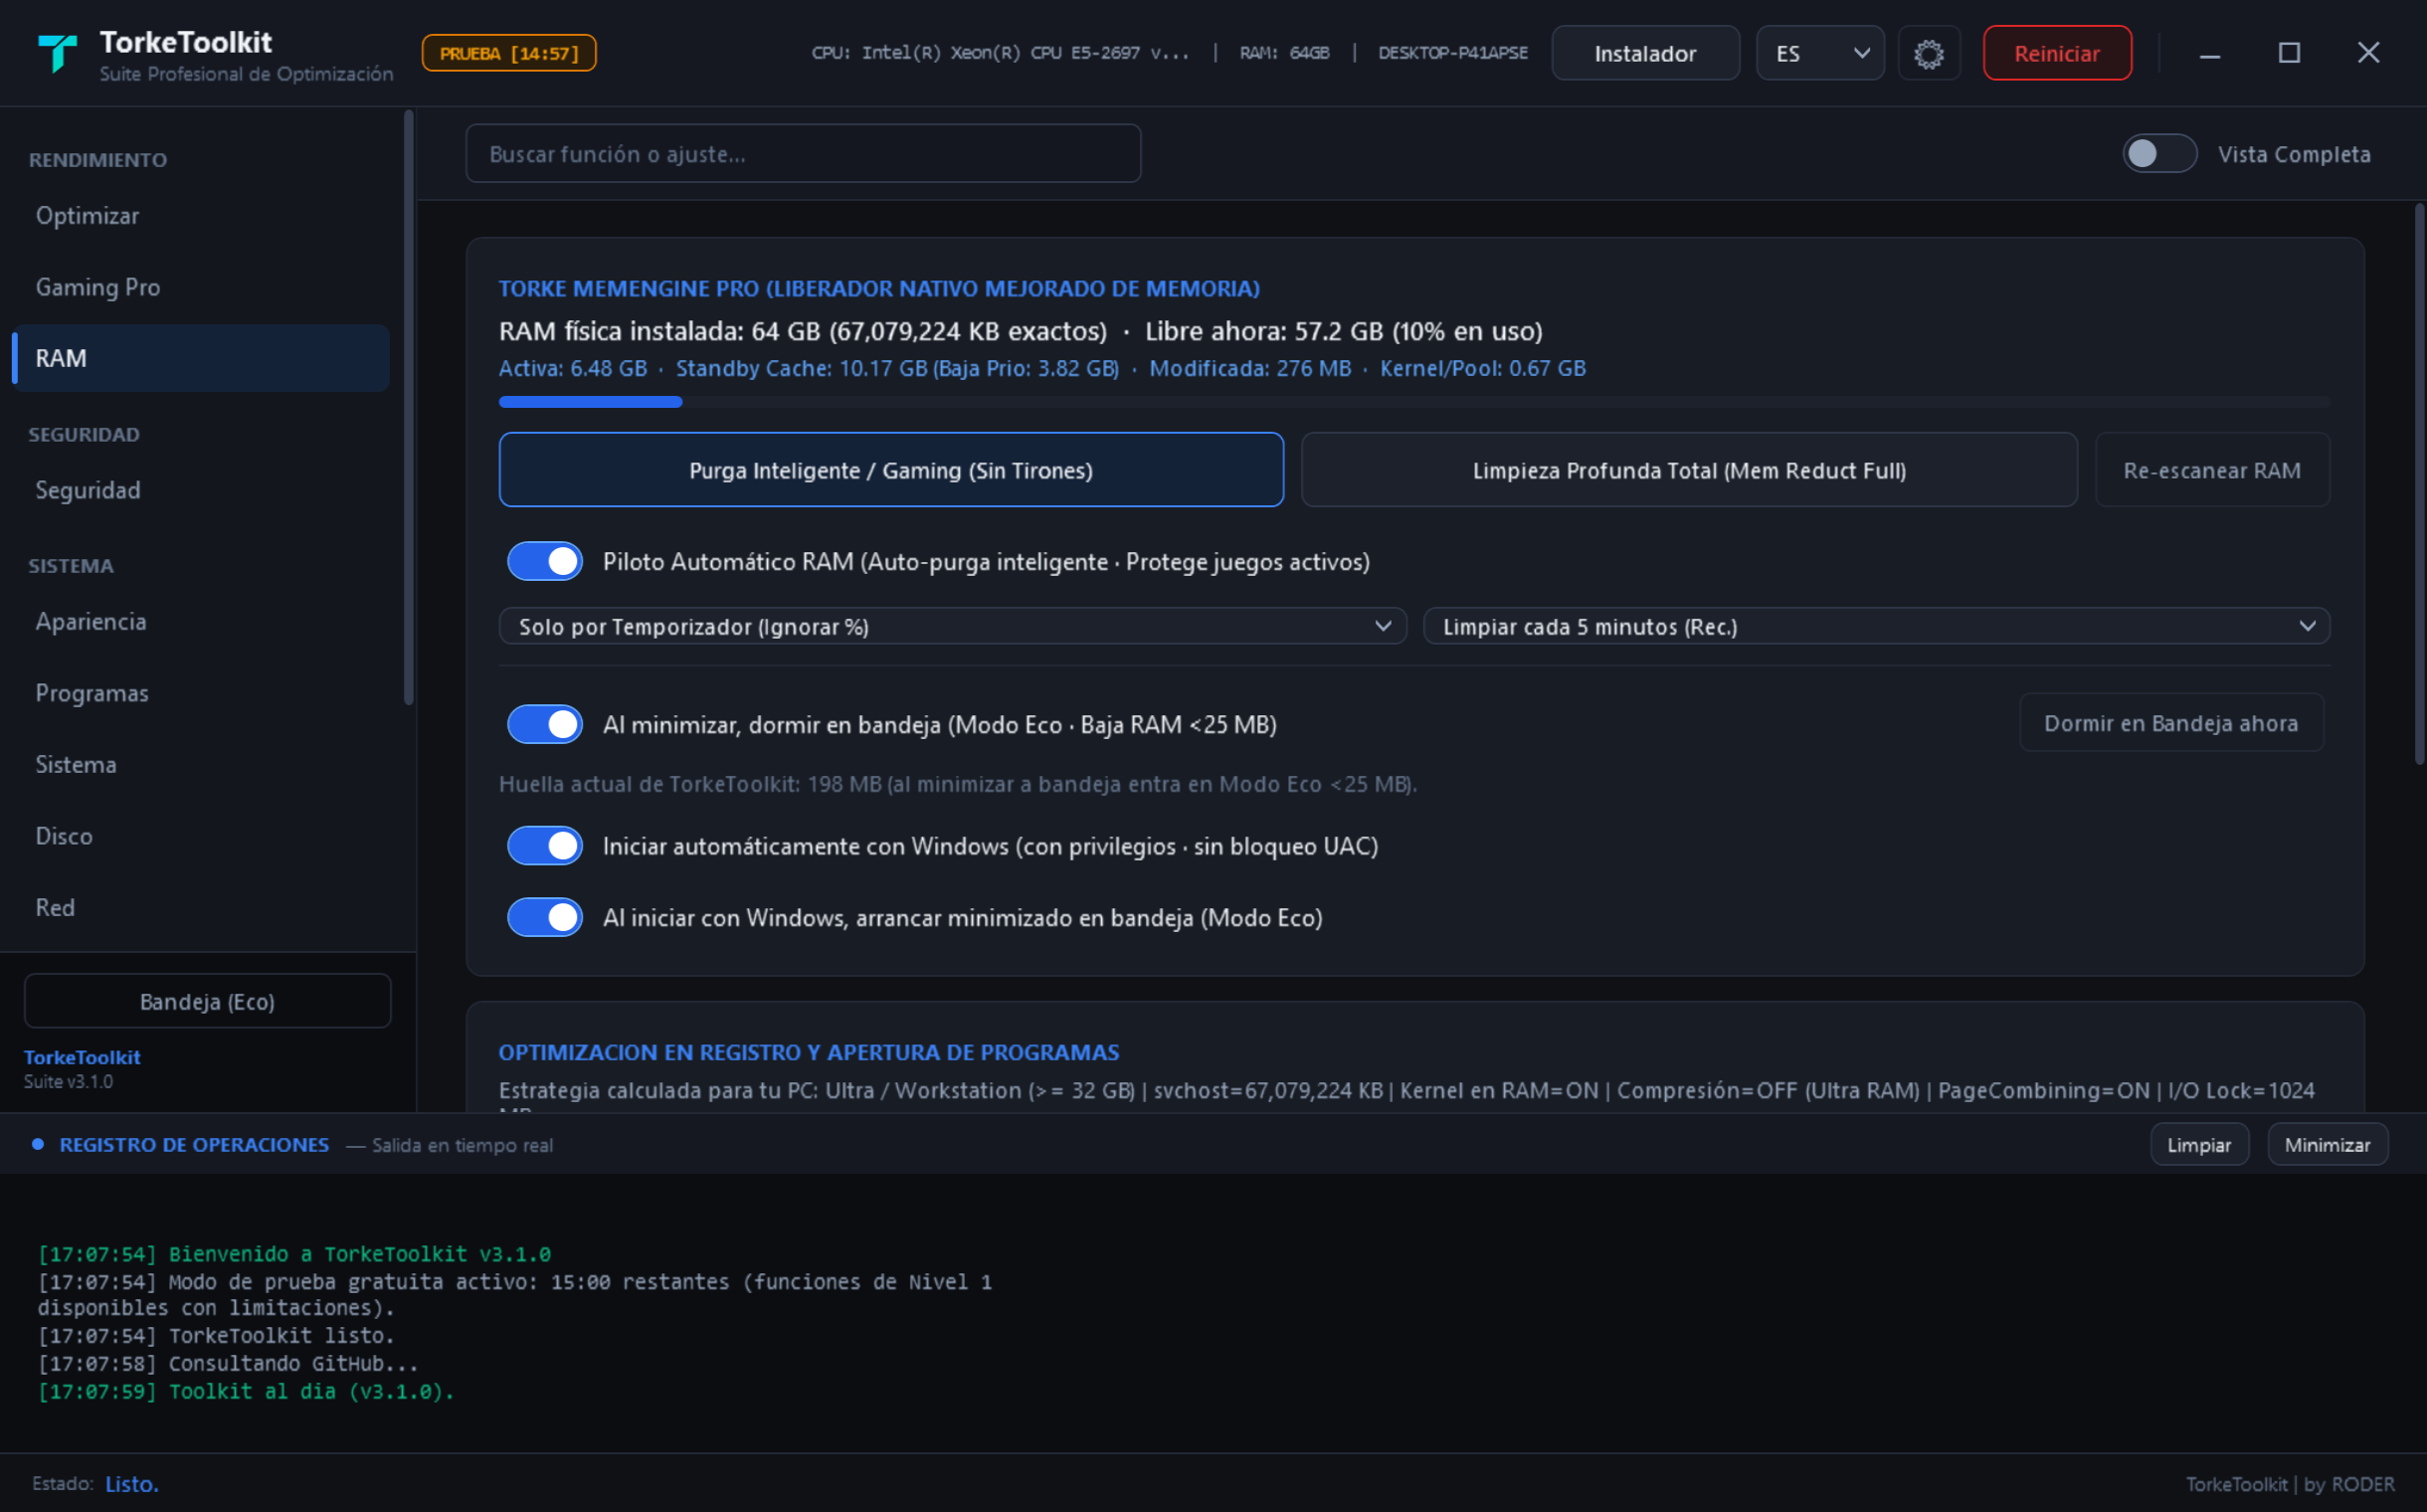 TorkeToolkit
Suite Profesional de Optimización
PRUEBA [14:57]
CPU: Intel(R) Xeon(R) CPU E5-2697 v... | RAM: 64GB | DESKTOP-P41APSE
Instalador
ES
Reiniciar
RENDIMIENTO
Optimizar
Gaming Pro
RAM
SEGURIDAD
Seguridad
SISTEMA
Apariencia
Programas
Sistema
Disco
Red
Bandeja (Eco)
TorkeToolkit
Suite v3.1.0
Buscar función o ajuste...
Vista Completa
TORKE MEMENGINE PRO (LIBERADOR NATIVO MEJORADO DE MEMORIA)
RAM física instalada: 64 GB (67,079,224 KB exactos) · Libre ahora: 57.2 GB (10% en uso)
Activa: 6.48 GB · Standby Cache: 10.17 GB (Baja Prio: 3.82 GB) · Modificada: 276 MB · Kernel/Pool: 0.67 GB
Purga Inteligente / Gaming (Sin Tirones)
Limpieza Profunda Total (Mem Reduct Full)
Re-escanear RAM
Piloto Automático RAM (Auto-purga inteligente · Protege juegos activos)
Solo por Temporizador (Ignorar %)
Limpiar cada 5 minutos (Rec.)
Al minimizar, dormir en bandeja (Modo Eco · Baja RAM <25 MB)
Dormir en Bandeja ahora
Huella actual de TorkeToolkit: 198 MB (al minimizar a bandeja entra en Modo Eco <25 MB).
Iniciar automáticamente con Windows (con privilegios · sin bloqueo UAC)
Al iniciar con Windows, arrancar minimizado en bandeja (Modo Eco)
OPTIMIZACION EN REGISTRO Y APERTURA DE PROGRAMAS
Estrategia calculada para tu PC: Ultra / Workstation (>= 32 GB) | svchost=67,079,224 KB | Kernel en RAM=ON | Compresión=OFF (Ultra RAM) | PageCombining=ON | I/O Lock=1024
MB
REGISTRO DE OPERACIONES — Salida en tiempo real
Limpiar
Minimizar
[17:07:54] Bienvenido a TorkeToolkit v3.1.0
[17:07:54] Modo de prueba gratuita activo: 15:00 restantes (funciones de Nivel 1
disponibles con limitaciones).
[17:07:54] TorkeToolkit listo.
[17:07:58] Consultando GitHub...
[17:07:59] Toolkit al dia (v3.1.0).
Estado: Listo.
TorkeToolkit | by RODER